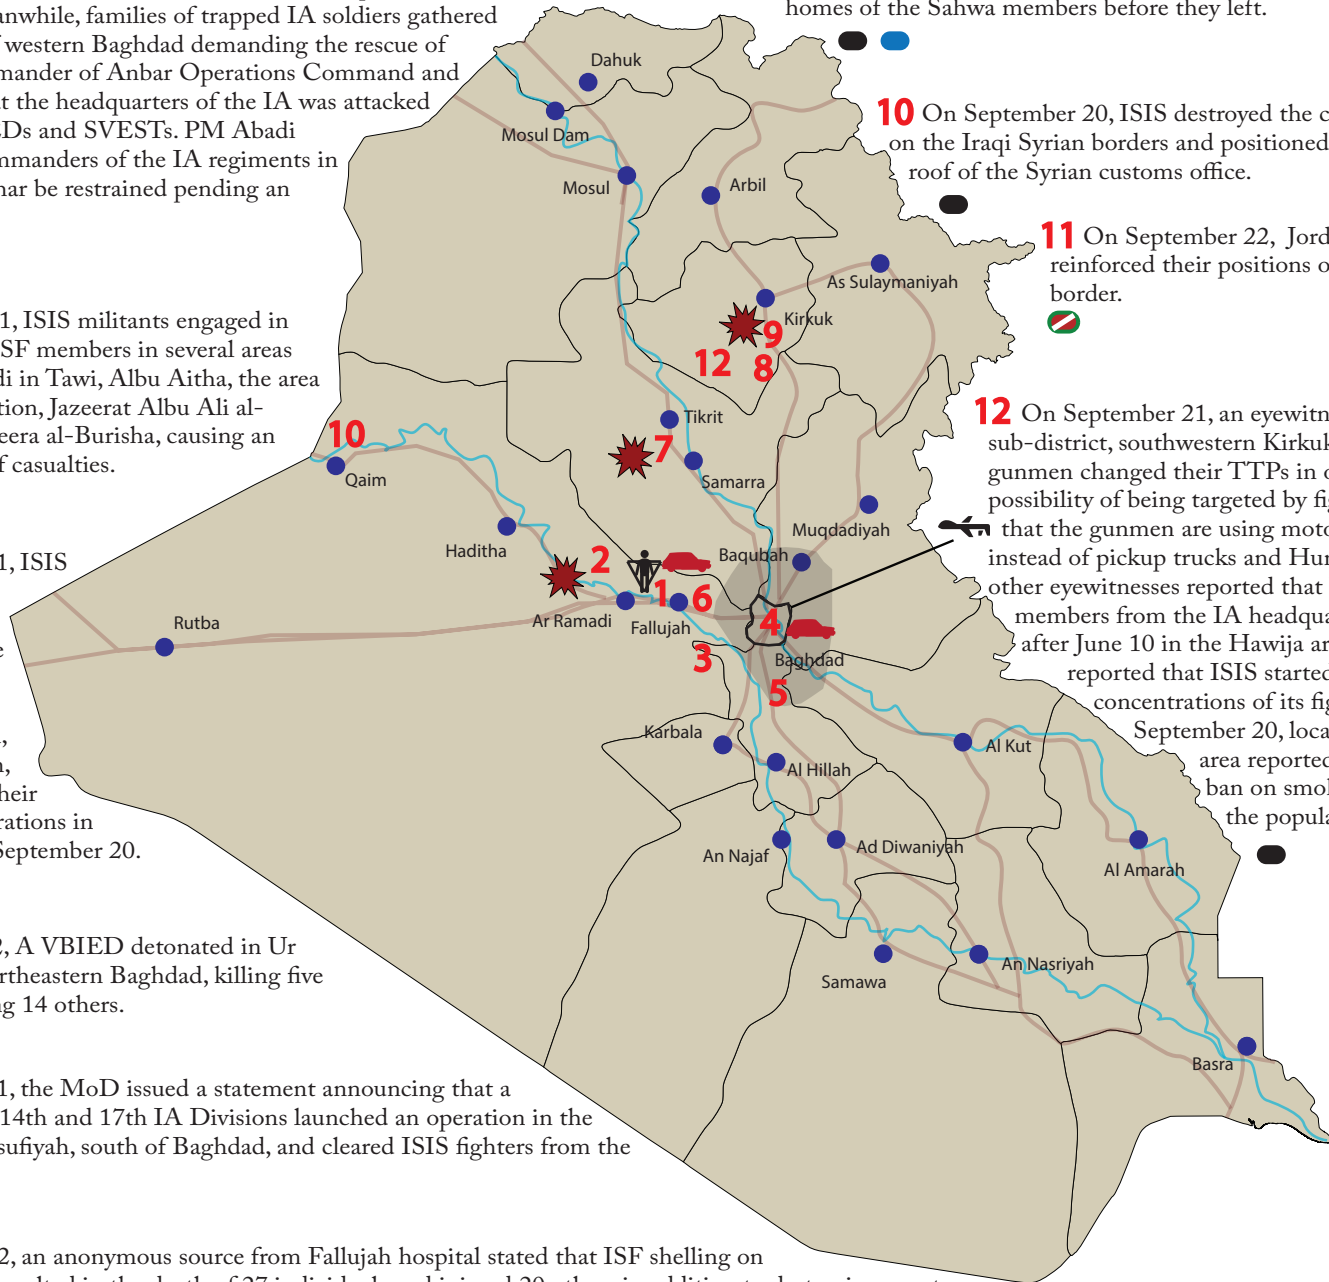 eanwhile, families of trapped IA soldiers gathered
f western Baghdad demanding the rescue of
mander of Anbar Operations Command and
at the headquarters of the IA was attacked
EDs and SVESTs. PM Abadi
mmanders of the IA regiments in
nar be restrained pending an
1, ISIS militants engaged in
SF members in several areas
di in Tawi, Albu Aitha, the area
tion, Jazeerat Albu Ali al-
eera al-Burisha, causing an
f casualties.
1, ISIS
e
,
n,
heir
rations in
September 20.
2, A VBIED detonated in Ur
rtheastern Baghdad, killing five
ng 14 others.
1, the MoD issued a statement announcing that a
14th and 17th IA Divisions launched an operation in the
sufiyah, south of Baghdad, and cleared ISIS fighters from the
2, an anonymous source from Fallujah hospital stated that ISF shelling on
homes of the Sahwa members before they left.
10 On September 20, ISIS destroyed the c
on the Iraqi Syrian borders and positioned
roof of the Syrian customs office.
11 On September 22, Jord
reinforced their positions o
border.
12 On September 21, an eyewitn
sub-district, southwestern Kirkuk
gunmen changed their TTPs in o
possibility of being targeted by fig
that the gunmen are using moto
instead of pickup trucks and Hum
other eyewitnesses reported that
members from the IA headqua
after June 10 in the Hawija ar
reported that ISIS started
concentrations of its fig
September 20, loca
area reported
ban on smok
the popula
Dahuk
Mosul Dam
Mosul
Arbil
As Sulaymaniyah
Kirkuk
9
12
8
Tikrit
7
Samarra
10
Qaim
Haditha
Muqdadiyah
Baqubah
2
1
6
Ar Ramadi
Fallujah
4
Rutba
3
Baghdad
5
Karbala
Al Kut
Al Hillah
An Najaf
Ad Diwaniyah
Al Amarah
Samawa
An Nasriyah
Basra